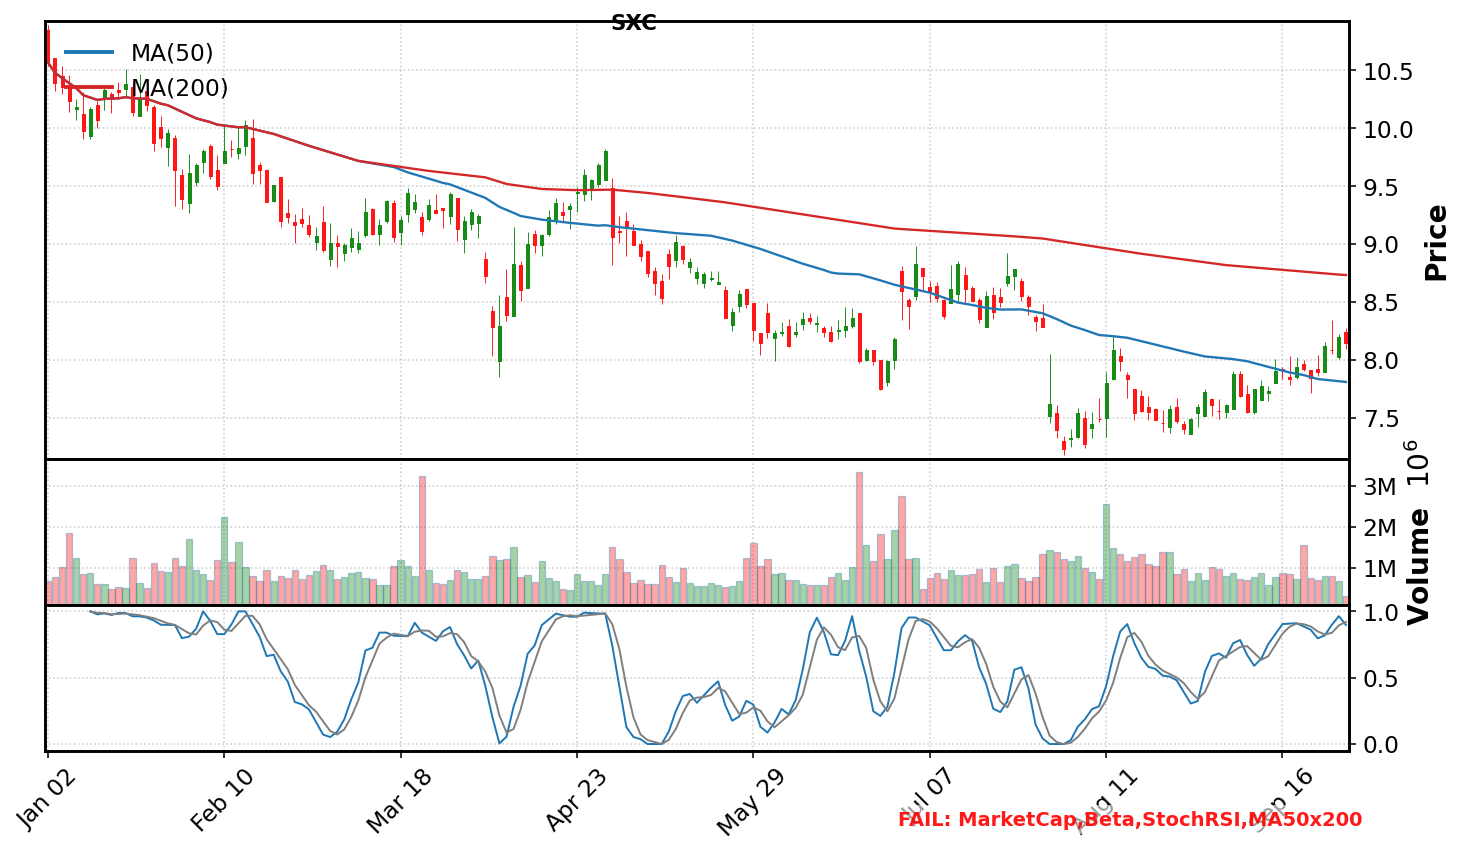 SXC
MA(50)
MA(200)
10.5
10.0
9.5
9.0
8.5
8.0
7.5
Price
3M
2M
1M
Volume 10^6
1.0
0.5
0.0
Jan 02
Feb 10
Mar 18
Apr 23
May 29
Jul 07
Aug 11
Sep 16
FAIL: MarketCap,Beta,StochRSI,MA50x200